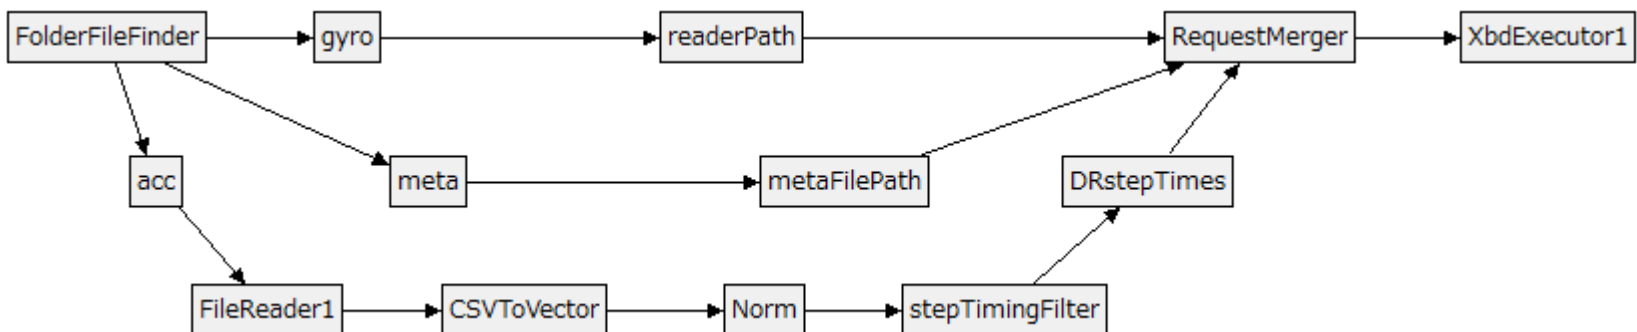 FolderFileFinder
gyro
readerPath
RequestMerger
XbdExecutor1
acc
meta
metaFilePath
DRstepTimes
FileReader1
CSVToVector
Norm
stepTimingFilter